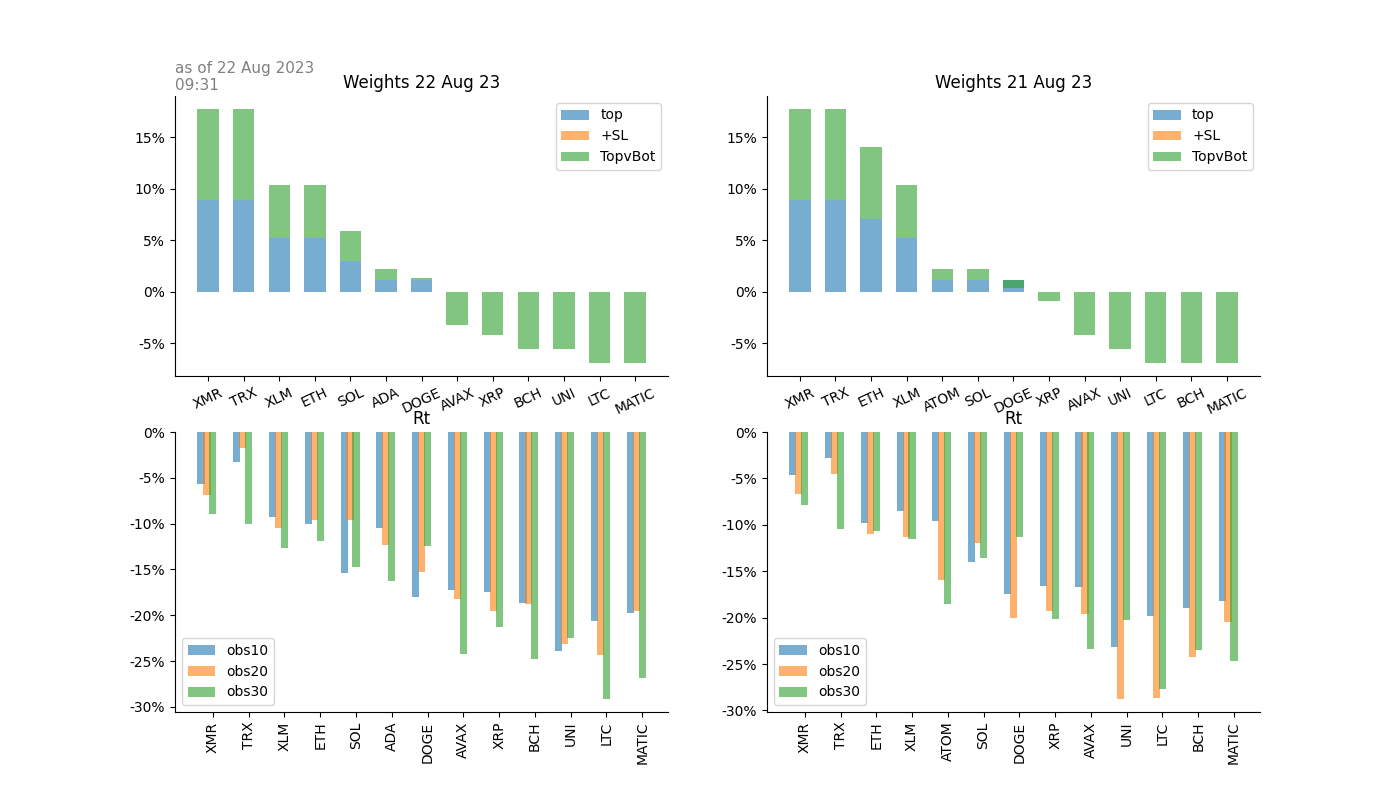 as of 22 Aug 2023
09:31
Weights 22 Aug 23
15%
10%
5%
0%
-5%
top
+SL
TopvBot
XMR TRX XLM ETH SOL ADA DOGE AVAX XRP BCH UNI LTC MATIC
Weights 21 Aug 23
15%
10%
5%
0%
-5%
top
+SL
TopvBot
XMR TRX ETH XLM ATOM SOL DOGE XRP AVAX UNI LTC BCH MATIC
Rt
0%
-5%
-10%
-15%
-20%
-25%
-30%
obs10
obs20
obs30
XMR TRX XLM ETH SOL ADA DOGE AVAX XRP BCH UNI LTC MATIC
Rt
0%
-5%
-10%
-15%
-20%
-25%
-30%
obs10
obs20
obs30
XMR TRX ETH XLM ATOM SOL DOGE XRP AVAX UNI LTC BCH MATIC